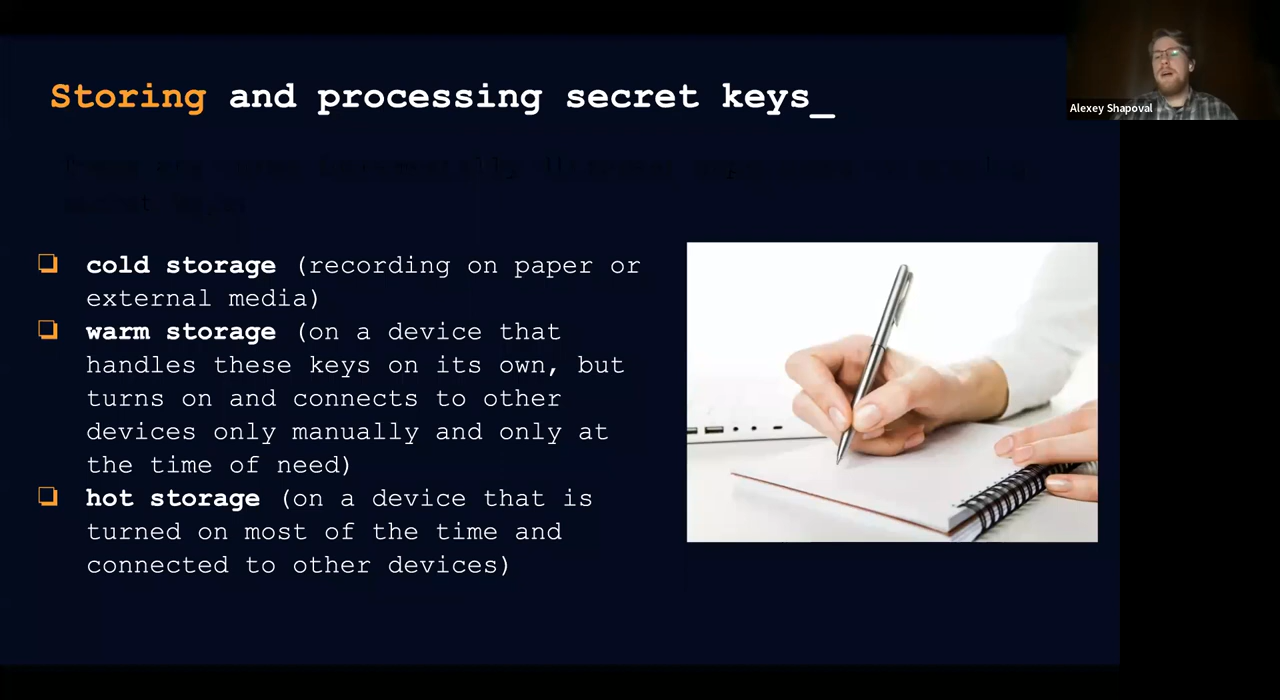 Storing and processing secret keys_
Alexey Shapoval
❏ cold storage (recording on paper or
external media)
❏ warm storage (on a device that
handles these keys on its own, but
turns on and connects to other
devices only manually and only at
the time of need)
❏ hot storage (on a device that is
turned on most of the time and
connected to other devices)